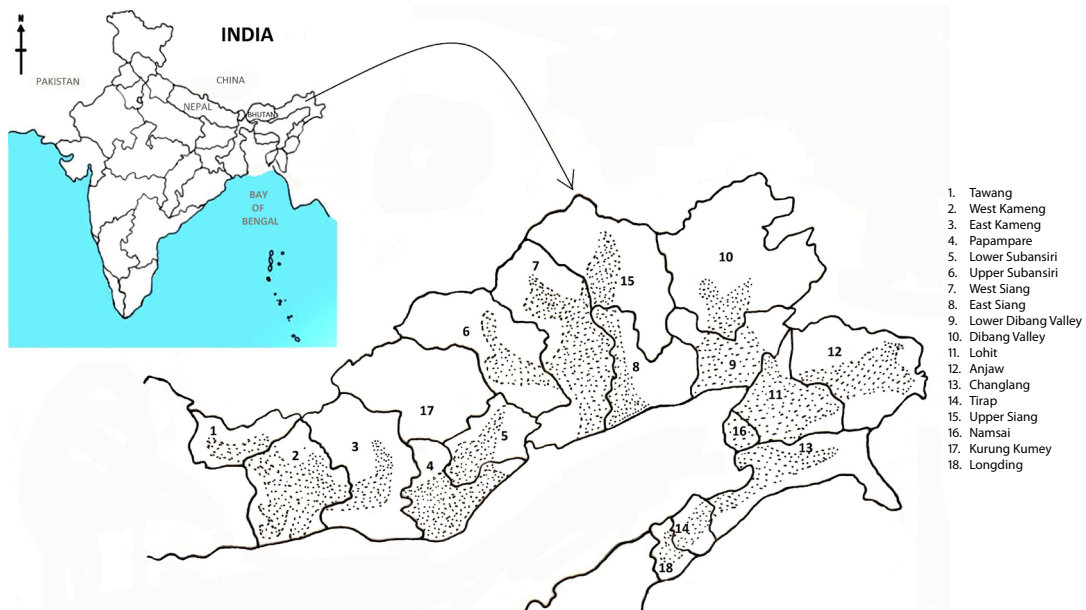 N
INDIA
PAKISTAN
CHINA
NEPAL
BHUTAN
BAY
OF
BENGAL
1. Tawang
2. West Kameng
3. East Kameng
4. Papampare
5. Lower Subansiri
6. Upper Subansiri
7. West Siang
8. East Siang
9. Lower Dibang Valley
10. Dibang Valley
11. Lohit
12. Anjaw
13. Changlang
14. Tirap
15. Upper Siang
16. Namsai
17. Kurung Kumey
18. Longding
10
7
15
6
12
9
8
11
17
1
16
5
2
3
13
4
14
18